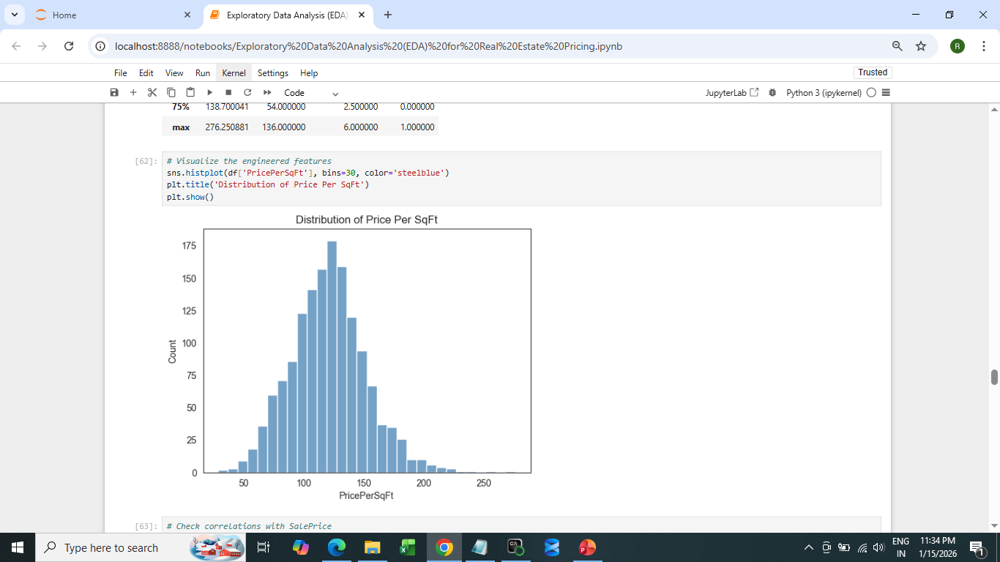 Home
Exploratory Data Analysis (EDA)
localhost:8888/notebooks/Exploratory%20Data%20Analysis%20(EDA)%20for%20Real%20Estate%20Pricing.ipynb
R
File Edit View Run Kernel Settings Help
Trusted
Code
JupyterLab
Python 3 (ipykernel)
75% 138.700041 54.000000 2.500000 0.000000
max 276.250881 136.000000 6.000000 1.000000
[62]:
# Visualize the engineered features
sns.histplot(df['PricePerSqFt'], bins=30, color='steelblue')
plt.title('Distribution of Price Per SqFt')
plt.show()
Distribution of Price Per SqFt
175
150
125
100
75
50
25
0
Count
50 100 150 200 250
PricePerSqFt
[63]:
# Check correlations with SalePrice
Type here to search
ENG
IN
11:34 PM
1/15/2026
1